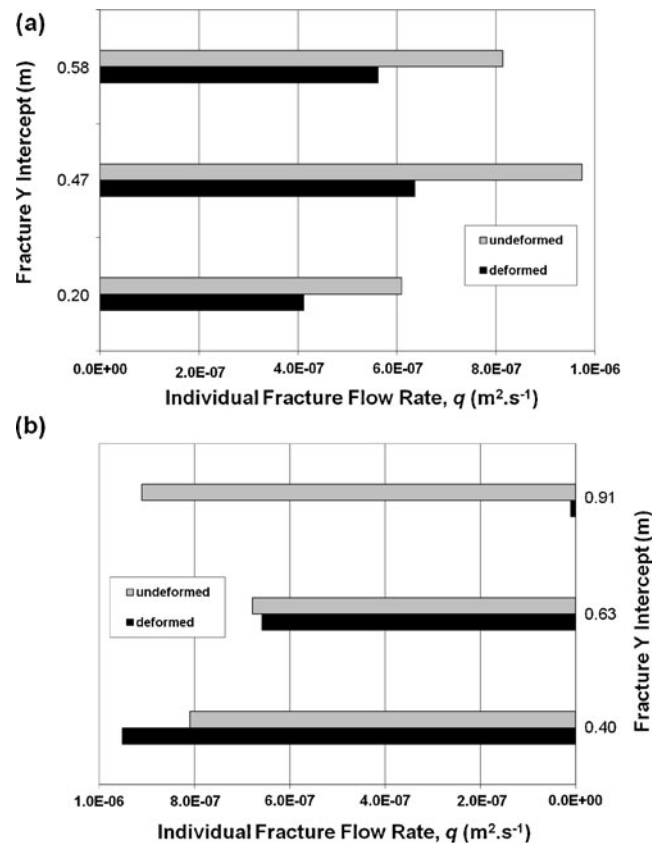 (a)
Fracture Y Intercept (m)
0.58
0.47
0.20
undeformed
deformed
0.0E+00 2.0E-07 4.0E-07 6.0E-07 8.0E-07 1.0E-06
Individual Fracture Flow Rate, q (m².s⁻¹)
(b)
0.91
0.63
0.40
undeformed
deformed
Fracture Y Intercept (m)
1.0E-06 8.0E-07 6.0E-07 4.0E-07 2.0E-07 0.0E+00
Individual Fracture Flow Rate, q (m².s⁻¹)